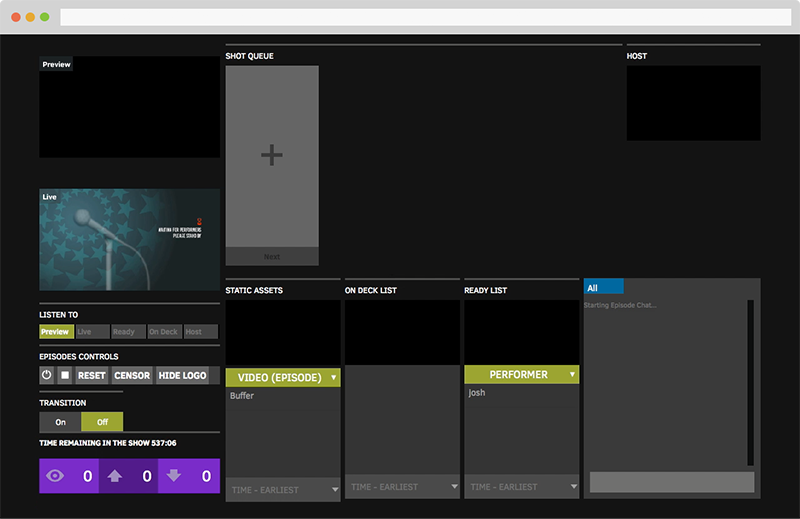 Preview
SHOT QUEUE
HOST
Next
Live
WAITING FOR PERFORMERS
PLEASE STAND BY
LISTEN TO
Preview Live Ready On Deck Host
EPISODES CONTROLS
RESET CENSOR HIDE LOGO
TRANSITION
On Off
TIME REMAINING IN THE SHOW 537:06
0 0 0
STATIC ASSETS
VIDEO (EPISODE)
Buffer
TIME - EARLIEST
ON DECK LIST
TIME - EARLIEST
READY LIST
PERFORMER
Josh
TIME - EARLIEST
All
Starting Episode Chat...